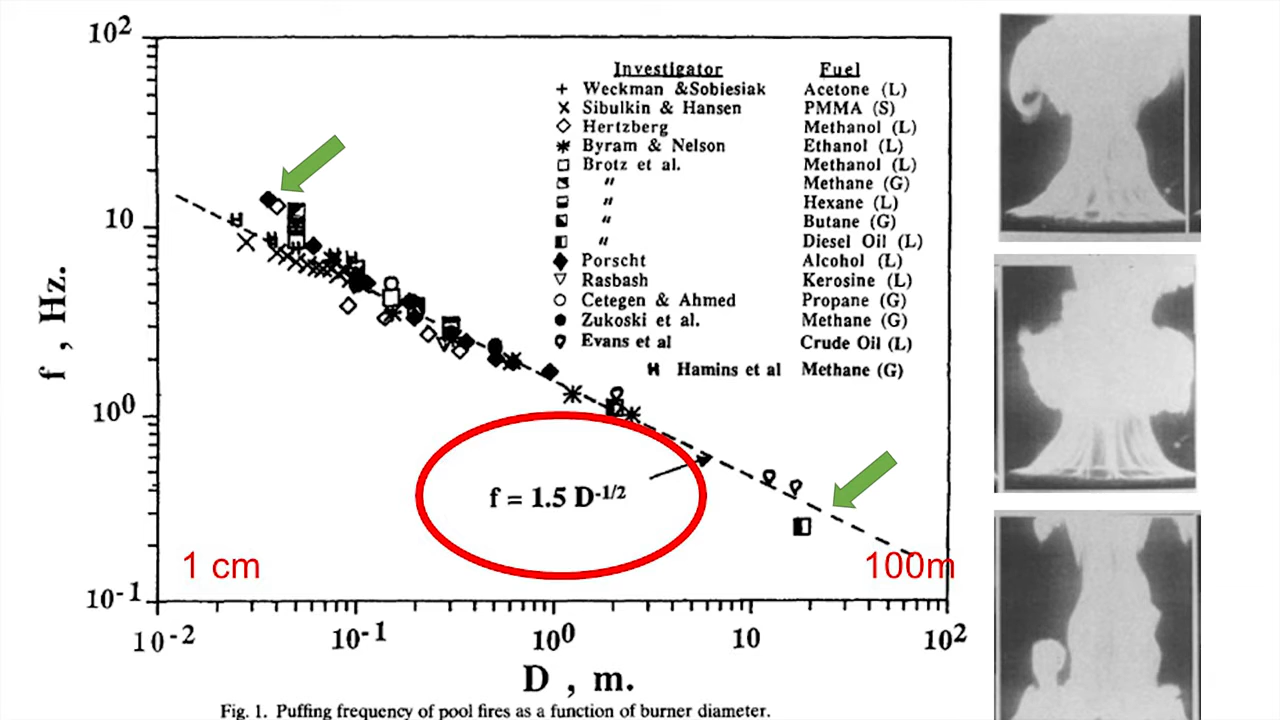 10²
Investigator Fuel
+ Weckman &Sobiesiak Acetone (L)
× Sibulkin & Hansen PMMA (S)
◇ Hertzberg Methanol (L)
✳ Byram & Nelson Ethanol (L)
□ Brotz et al. Methanol (L)
" Methane (G)
" Hexane (L)
" Butane (G)
" Diesel Oil (L)
◆ Porscht Alcohol (L)
▽ Rasbash Kerosine (L)
○ Cetegen & Ahmed Propane (G)
● Zukoski et al. Methane (G)
Evans et al Crude Oil (L)
Hamins et al Methane (G)
10
f , Hz.
10⁰
f = 1.5 D⁻¹/²
1 cm
100m
10⁻¹
10⁻² 10⁻¹ 10⁰ 10 10²
D , m.
Fig. 1. Puffing frequency of pool fires as a function of burner diameter.